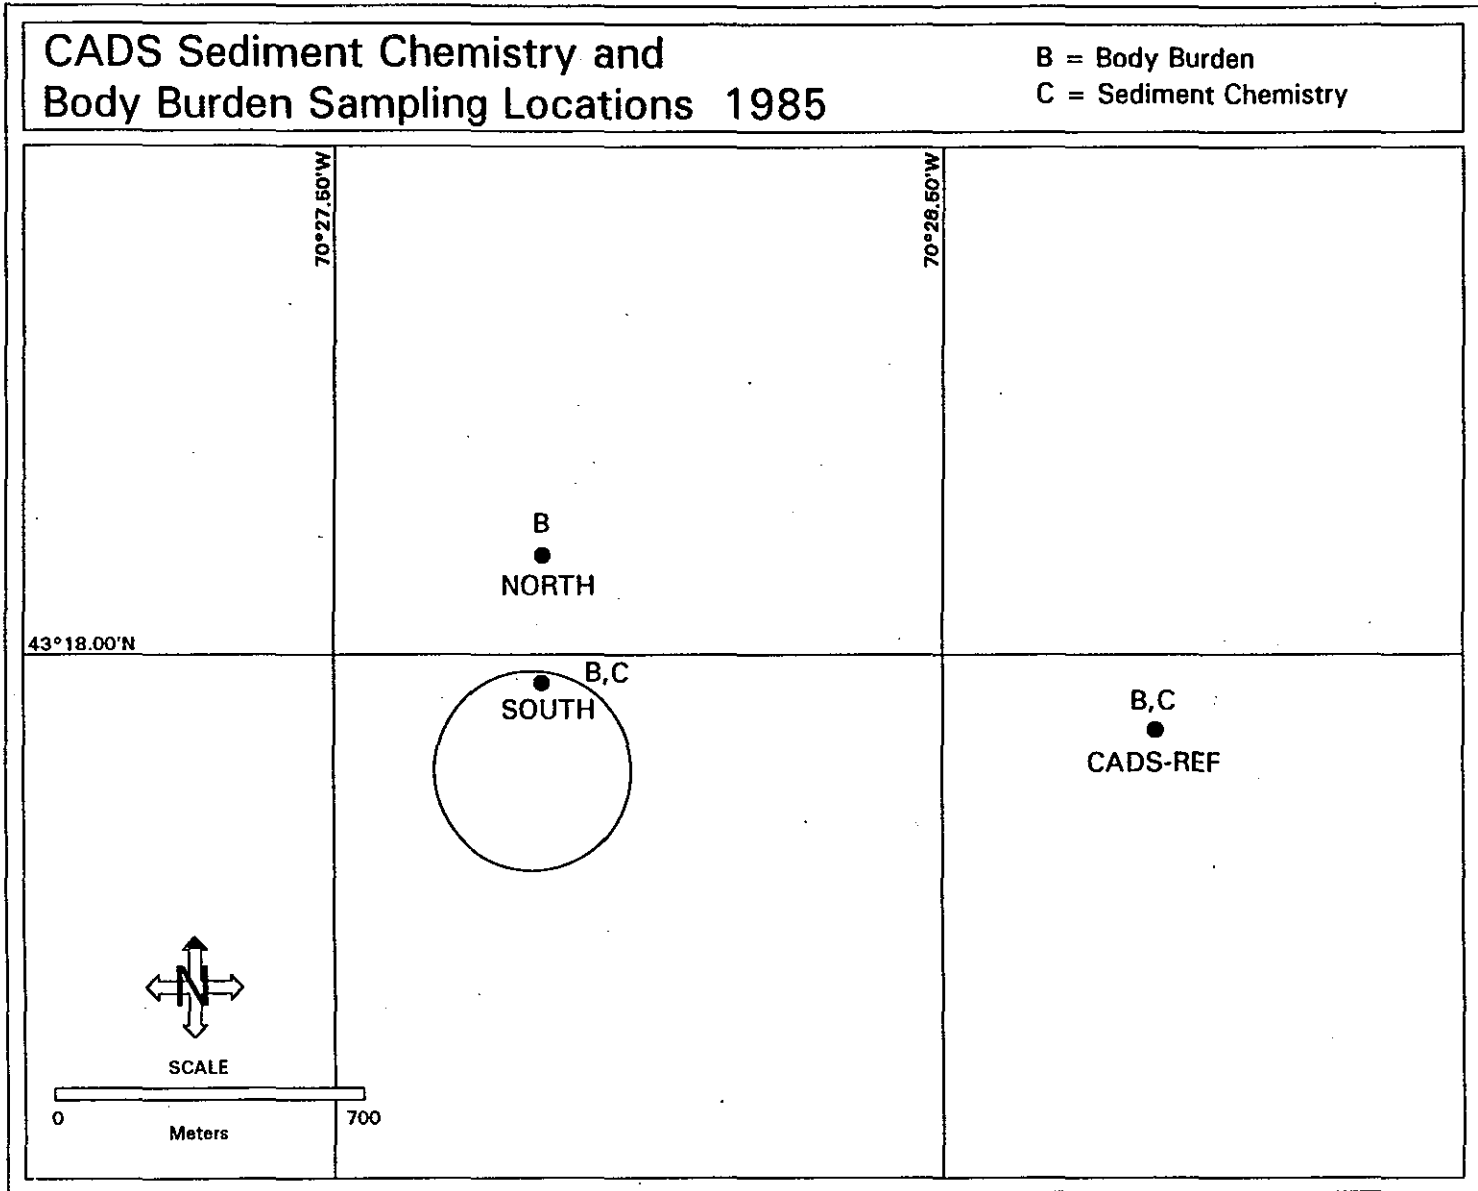 CADS Sediment Chemistry and
Body Burden Sampling Locations 1985
B = Body Burden
C = Sediment Chemistry
70°27.50'W
70°28.50'W
B
NORTH
43°18.00'N
B,C
SOUTH
B,C
CADS-REF
N
SCALE
0 700
Meters